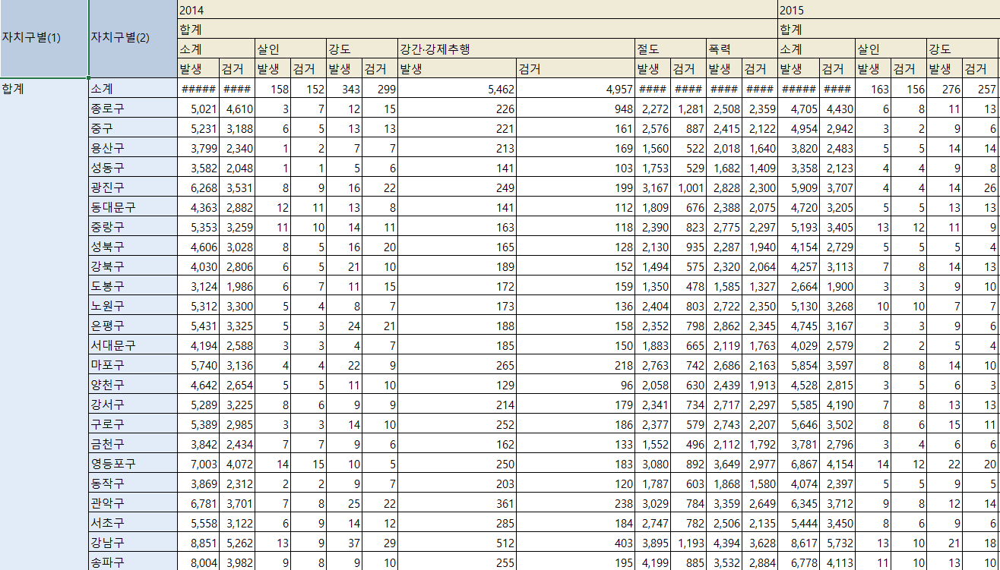 2014 2015
합계 합계
자치구별(1) 자치구별(2)
소계 살인 강도 강간·강제추행 절도 폭력 소계 살인 강도
발생 검거 발생 검거 발생 검거 발생 검거 발생 검거 발생 검거 발생 검거 발생 검거 발생 검거
합계 소계 ##### #### 158 152 343 299 5,462 4,957 #### #### #### #### ##### #### 163 156 276 257
종로구 5,021 4,610 3 7 12 15 226 948 2,272 1,281 2,508 2,359 4,705 4,430 6 8 11 13
중구 5,231 3,188 6 5 13 13 221 161 2,576 887 2,415 2,122 4,954 2,942 3 2 9 6
용산구 3,799 2,340 1 2 7 7 213 169 1,560 522 2,018 1,640 3,820 2,483 5 5 14 14
성동구 3,582 2,048 1 1 5 6 141 103 1,753 529 1,682 1,409 3,358 2,123 4 4 9 8
광진구 6,268 3,531 8 9 16 22 249 199 3,167 1,001 2,828 2,300 5,909 3,707 4 4 14 26
동대문구 4,363 2,882 12 11 13 8 141 112 1,809 676 2,388 2,075 4,720 3,205 5 5 13 13
중랑구 5,353 3,259 11 10 14 11 163 118 2,390 823 2,775 2,297 5,193 3,405 13 12 11 9
성북구 4,606 3,028 8 5 16 20 165 128 2,130 935 2,287 1,940 4,154 2,729 5 5 5 4
강북구 4,030 2,806 6 5 21 10 189 152 1,494 575 2,320 2,064 4,257 3,113 7 8 14 13
도봉구 3,124 1,986 6 7 11 15 172 159 1,350 478 1,585 1,327 2,664 1,900 3 3 9 10
노원구 5,312 3,300 5 4 8 7 173 136 2,404 803 2,722 2,350 5,130 3,268 10 10 7 7
은평구 5,431 3,325 5 3 24 21 188 158 2,352 798 2,862 2,345 4,745 3,167 3 3 9 6
서대문구 4,194 2,588 3 3 4 7 185 150 1,883 665 2,119 1,763 4,029 2,579 2 2 5 4
마포구 5,740 3,136 4 4 22 9 265 218 2,763 742 2,686 2,163 5,854 3,597 8 8 14 10
양천구 4,642 2,654 5 5 11 10 129 96 2,058 630 2,439 1,913 4,528 2,815 3 5 6 3
강서구 5,289 3,225 8 6 9 9 214 179 2,341 734 2,717 2,297 5,585 4,190 7 8 13 13
구로구 5,389 2,985 3 3 14 10 252 186 2,377 579 2,743 2,207 5,646 3,502 8 6 15 11
금천구 3,842 2,434 7 7 9 6 162 133 1,552 496 2,112 1,792 3,781 2,796 3 4 6 6
영등포구 7,003 4,072 14 15 10 5 250 183 3,080 892 3,649 2,977 6,867 4,154 14 12 22 20
동작구 3,869 2,312 2 2 9 7 203 120 1,787 603 1,868 1,580 4,074 2,397 5 5 9 5
관악구 6,781 3,701 7 8 25 22 361 238 3,029 784 3,359 2,649 6,345 3,712 9 8 12 14
서초구 5,558 3,122 6 9 14 12 285 184 2,747 782 2,506 2,135 5,444 3,450 8 6 9 6
강남구 8,851 5,262 13 9 37 29 512 403 3,895 1,193 4,394 3,628 8,617 5,732 13 10 21 18
송파구 8,004 3,982 9 8 9 10 255 195 4,199 885 3,532 2,884 6,778 4,113 11 10 13 10